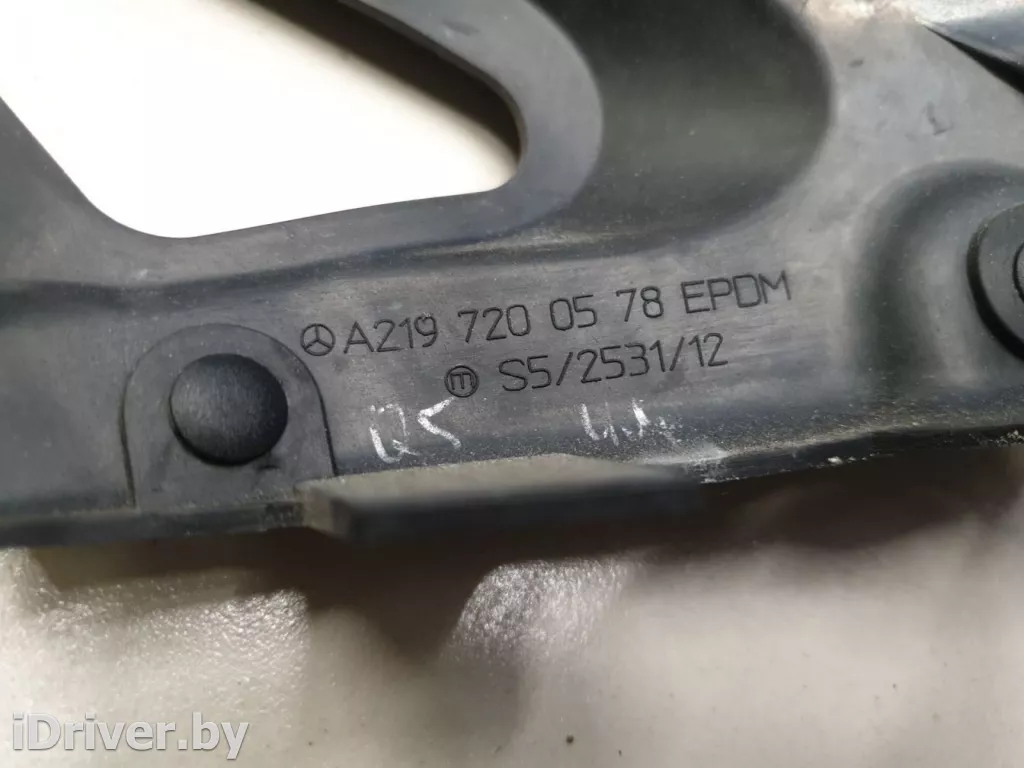 A219 720 05 78 EPDM
m S5/2531/12
iDriver.by